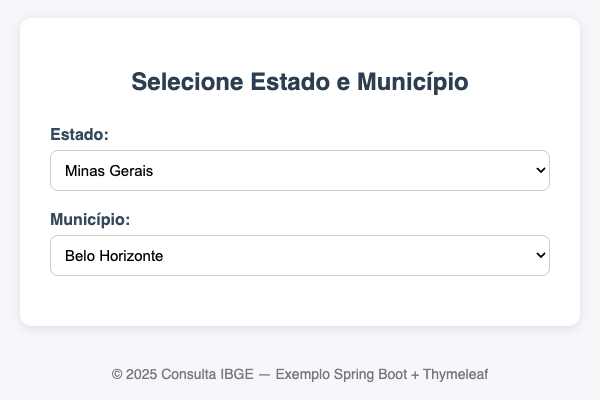 Selecione Estado e Município
Estado:
Minas Gerais
Município:
Belo Horizonte
© 2025 Consulta IBGE — Exemplo Spring Boot + Thymeleaf